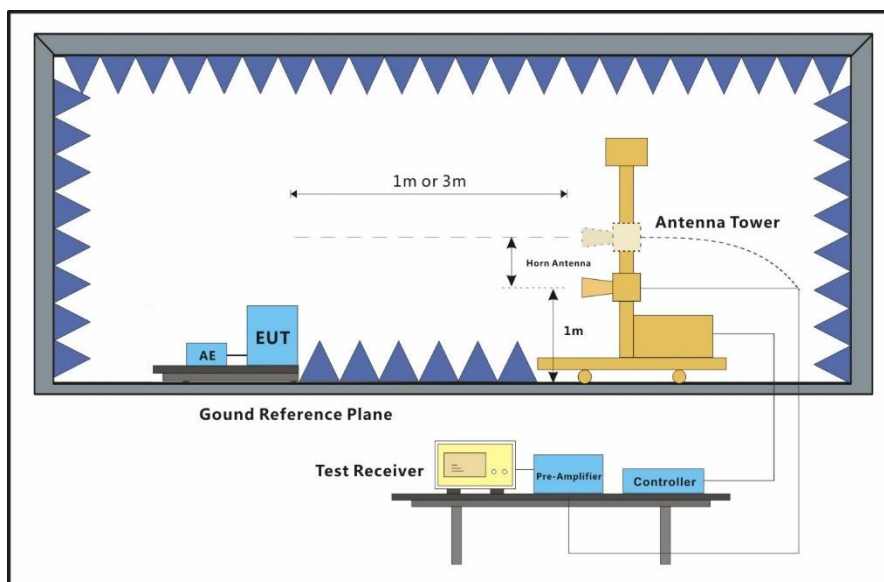 1m or 3m
Antenna Tower
Horn Antenna
1m
EUT
AE
Gound Reference Plane
Test Receiver
Pre-Amplifier
Controller